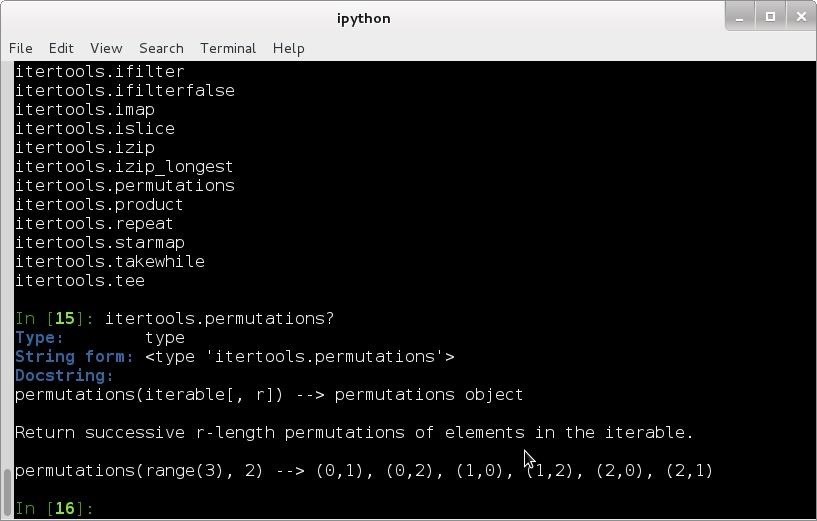 ipython
File Edit View Search Terminal Help
itertools.ifilter
itertools.ifilterfalse
itertools.imap
itertools.islice
itertools.izip
itertools.izip_longest
itertools.permutations
itertools.product
itertools.repeat
itertools.starmap
itertools.takewhile
itertools.tee
In [15]: itertools.permutations?
Type:        type
String form: <type 'itertools.permutations'>
Docstring:
permutations(iterable[, r]) --> permutations object
Return successive r-length permutations of elements in the iterable.
permutations(range(3), 2) --> (0,1), (0,2), (1,0), (1,2), (2,0), (2,1)
In [16]: